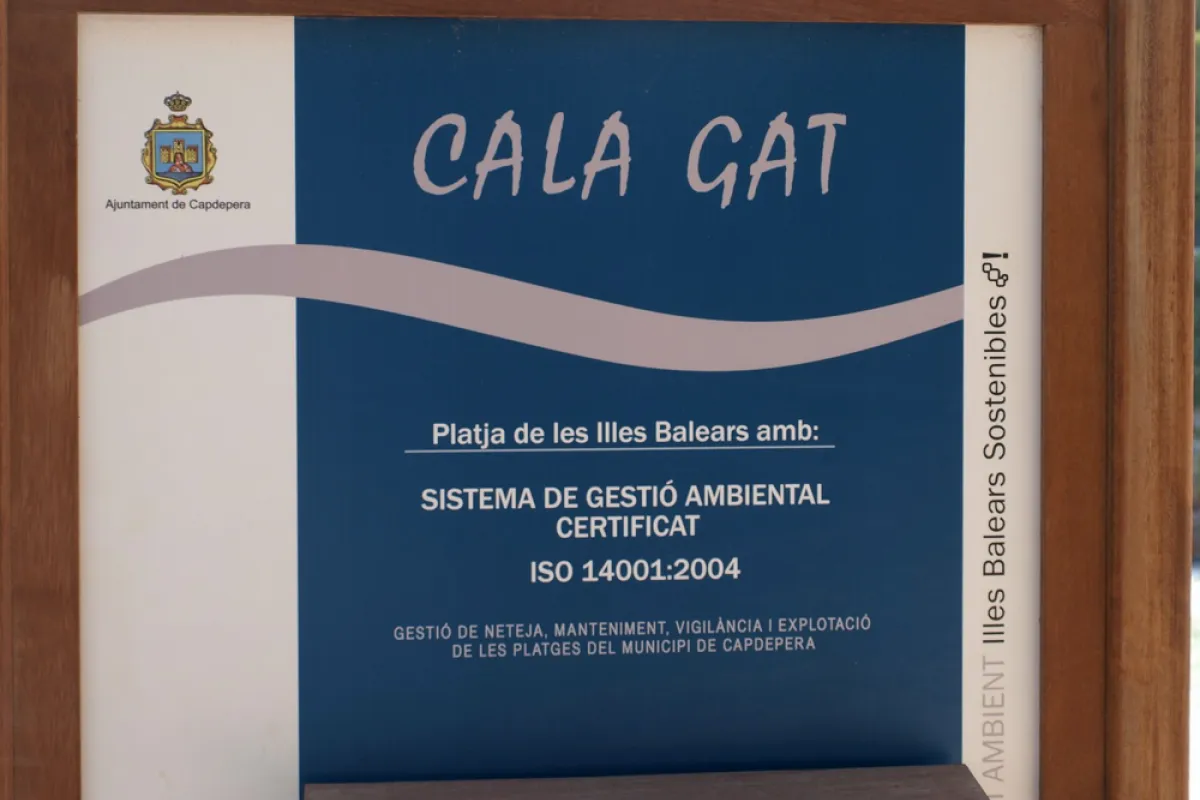 Ajuntament de Capdepera
CALA GAT
Platja de les Illes Balears amb:
SISTEMA DE GESTIÓ AMBIENTAL
CERTIFICAT
ISO 14001:2004
GESTIÓ DE NETEJA, MANTENIMENT, VIGILÀNCIA I EXPLOTACIÓ
DE LES PLATGES DEL MUNICIPI DE CAPDEPERA
AMBIENT Illes Balears Sostenibles